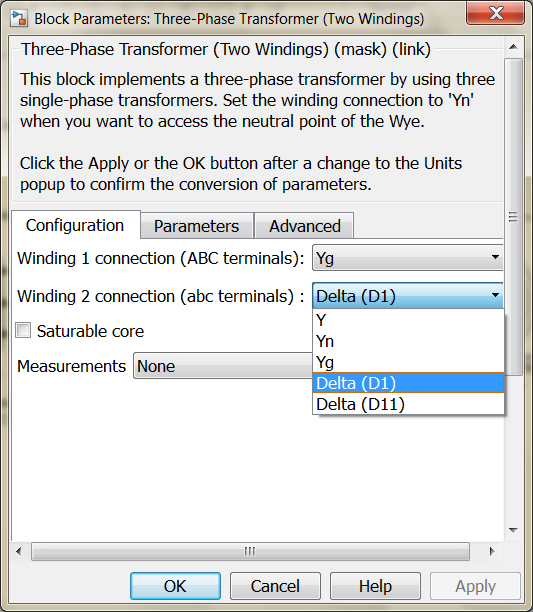 Block Parameters: Three-Phase Transformer (Two Windings)
Three-Phase Transformer (Two Windings) (mask) (link)
This block implements a three-phase transformer by using three
single-phase transformers. Set the winding connection to 'Yn'
when you want to access the neutral point of the Wye.
Click the Apply or the OK button after a change to the Units
popup to confirm the conversion of parameters.
Configuration Parameters Advanced
Winding 1 connection (ABC terminals): Yg
Winding 2 connection (abc terminals) : Delta (D1)
Y
Yn
Yg
Delta (D1)
Delta (D11)
Saturable core
Measurements None
OK Cancel Help Apply